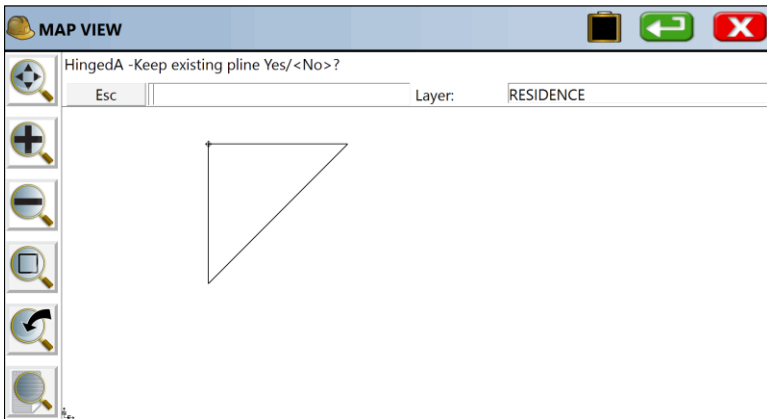 MAP VIEW
HingedA -Keep existing pline Yes/<No>?
Esc Layer: RESIDENCE